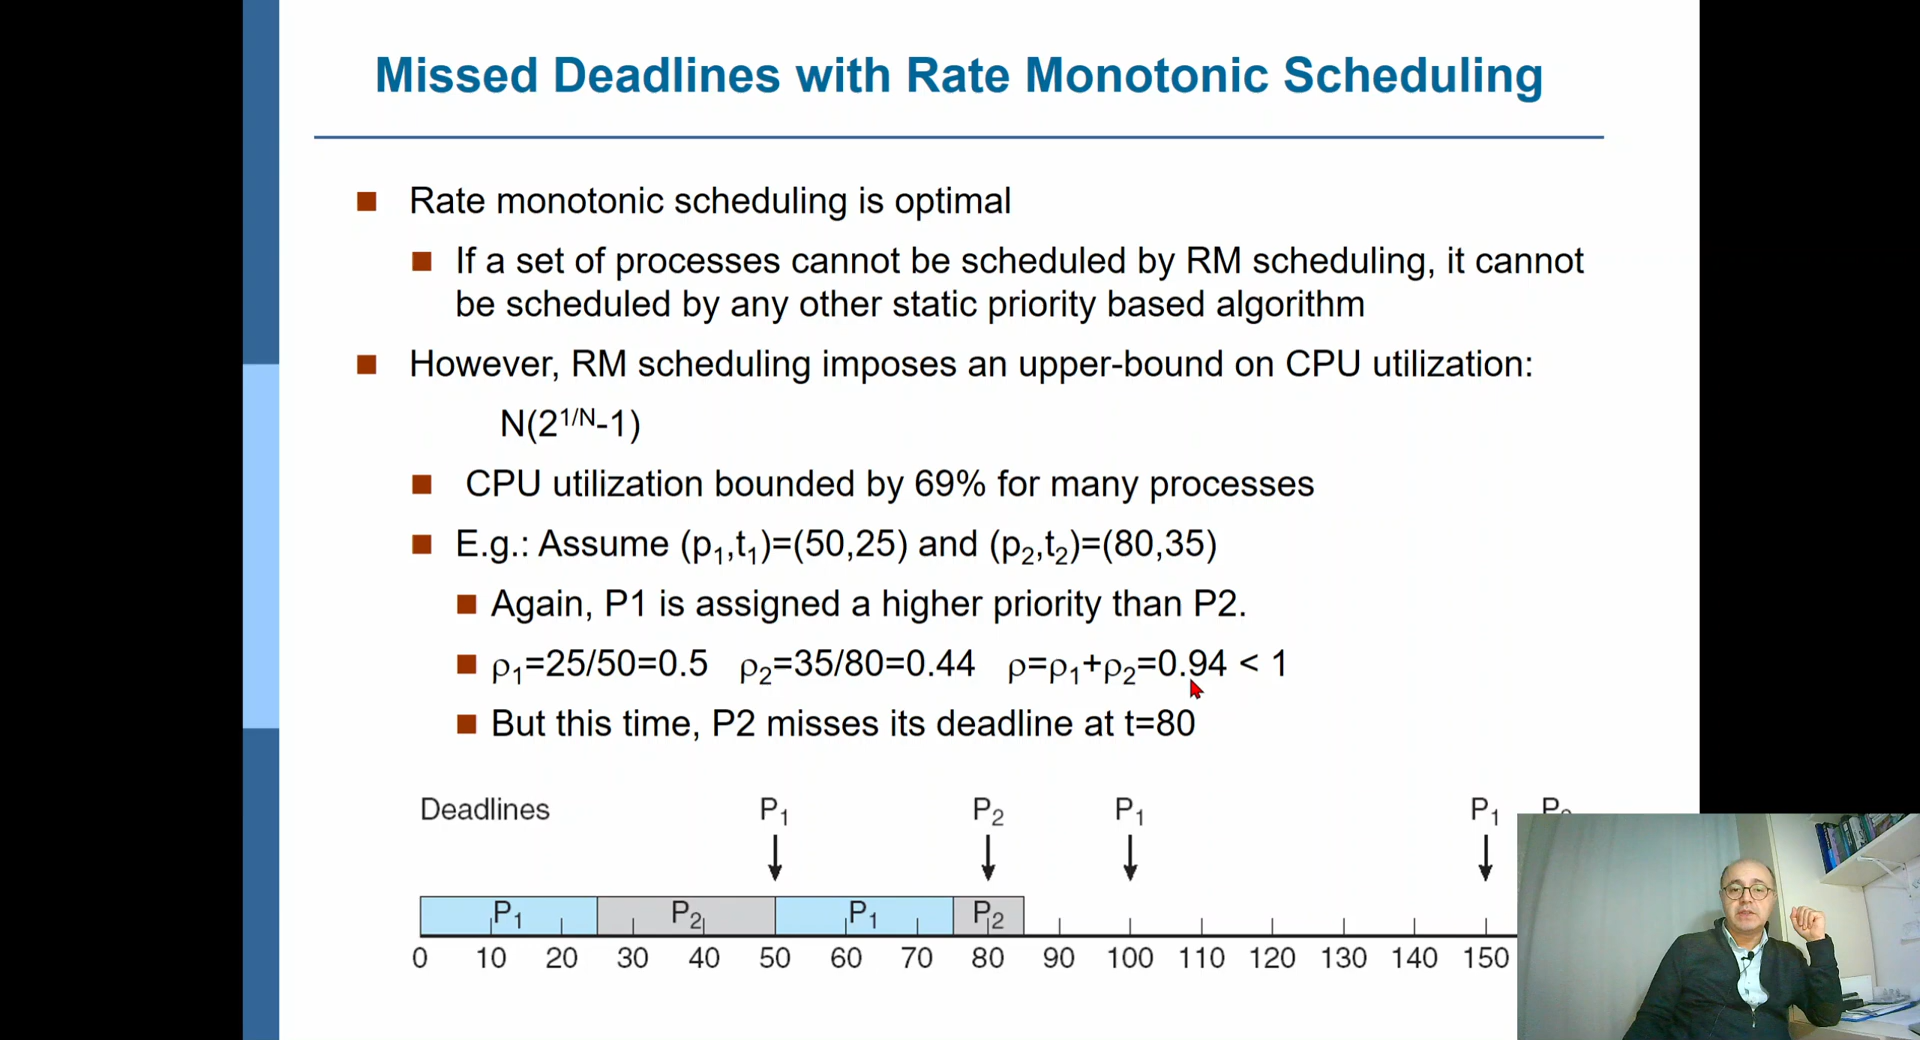 Missed Deadlines with Rate Monotonic Scheduling
Rate monotonic scheduling is optimal
If a set of processes cannot be scheduled by RM scheduling, it cannot
be scheduled by any other static priority based algorithm
However, RM scheduling imposes an upper-bound on CPU utilization:
N(2^1/N-1)
CPU utilization bounded by 69% for many processes
E.g.: Assume (p₁,t₁)=(50,25) and (p₂,t₂)=(80,35)
Again, P1 is assigned a higher priority than P2.
ρ₁=25/50=0.5 ρ₂=35/80=0.44 ρ=ρ₁+ρ₂=0.94 < 1
But this time, P2 misses its deadline at t=80
Deadlines P₁ P₂ P₁ P₁
P₁ P₂ P₁ P₂
0 10 20 30 40 50 60 70 80 90 100 110 120 130 140 150